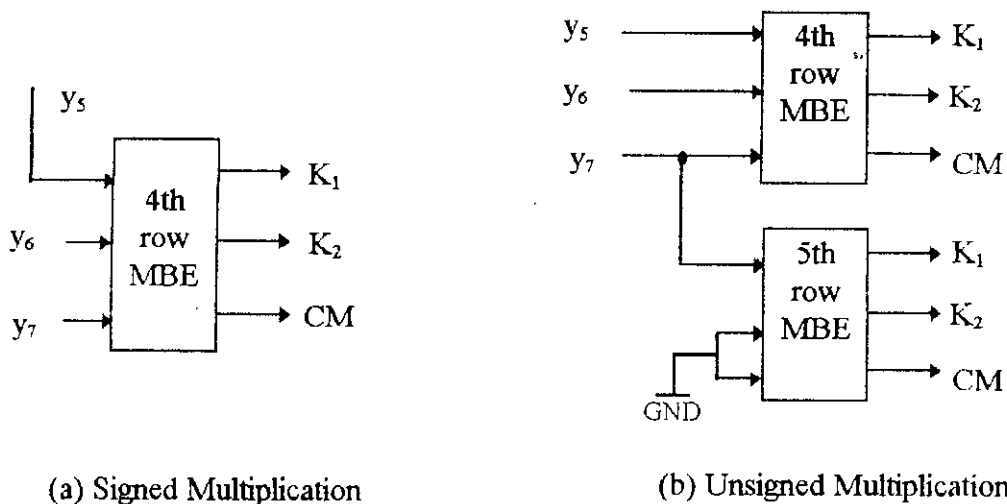 y₅
y₆
y₇
4th
row
MBE
K₁
K₂
CM
(a) Signed Multiplication
y₅
y₆
y₇
4th
row
MBE
K₁
K₂
CM
5th
row
MBE
K₁
K₂
CM
GND
(b) Unsigned Multiplication